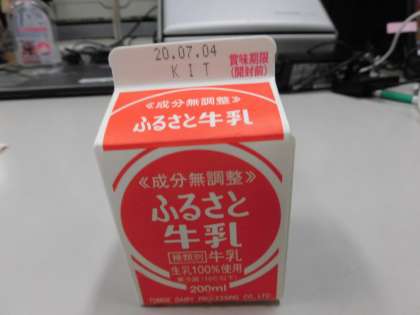 20.07.04
KIT
賞味期限
(開封前)
≪成分無調整≫
ふるさと牛乳
≪成分無調整≫
ふるさと
牛乳
種類別 牛乳
生乳100%使用
200ml